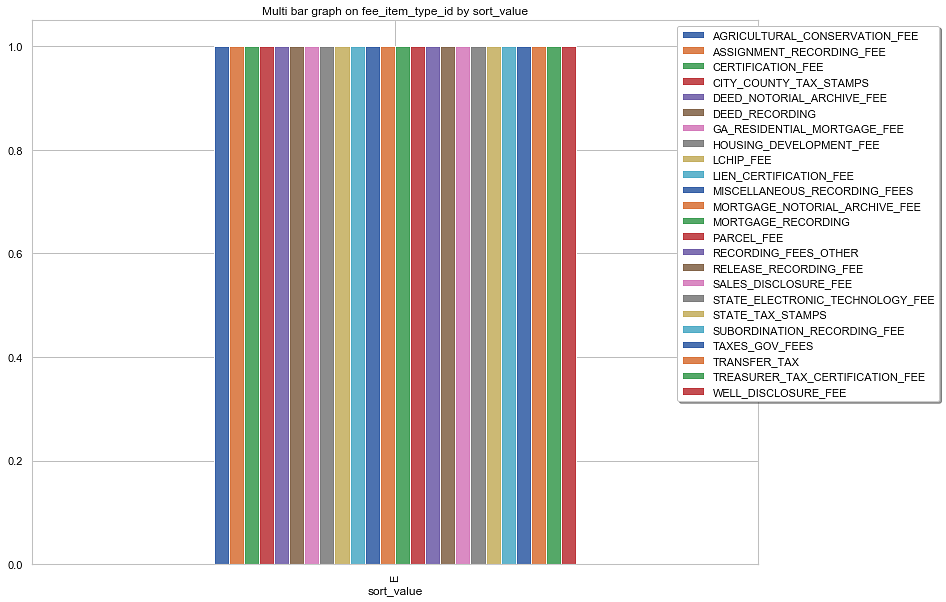 Multi bar graph on fee_item_type_id by sort_value
1.0
0.8
0.6
0.4
0.2
0.0
E
sort_value
AGRICULTURAL_CONSERVATION_FEE
ASSIGNMENT_RECORDING_FEE
CERTIFICATION_FEE
CITY_COUNTY_TAX_STAMPS
DEED_NOTORIAL_ARCHIVE_FEE
DEED_RECORDING
GA_RESIDENTIAL_MORTGAGE_FEE
HOUSING_DEVELOPMENT_FEE
LCHIP_FEE
LIEN_CERTIFICATION_FEE
MISCELLANEOUS_RECORDING_FEES
MORTGAGE_NOTORIAL_ARCHIVE_FEE
MORTGAGE_RECORDING
PARCEL_FEE
RECORDING_FEES_OTHER
RELEASE_RECORDING_FEE
SALES_DISCLOSURE_FEE
STATE_ELECTRONIC_TECHNOLOGY_FEE
STATE_TAX_STAMPS
SUBORDINATION_RECORDING_FEE
TAXES_GOV_FEES
TRANSFER_TAX
TREASURER_TAX_CERTIFICATION_FEE
WELL_DISCLOSURE_FEE